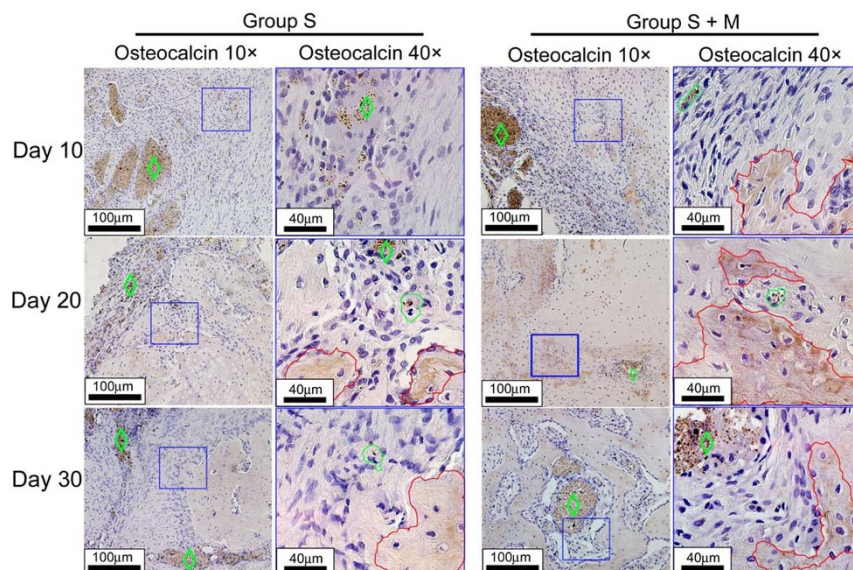 Group S
Group S + M
Osteocalcin 10×
Osteocalcin 40×
Osteocalcin 10×
Osteocalcin 40×
Day 10
100μm
40μm
100μm
40μm
Day 20
100μm
40μm
100μm
40μm
Day 30
100μm
40μm
100μm
40μm